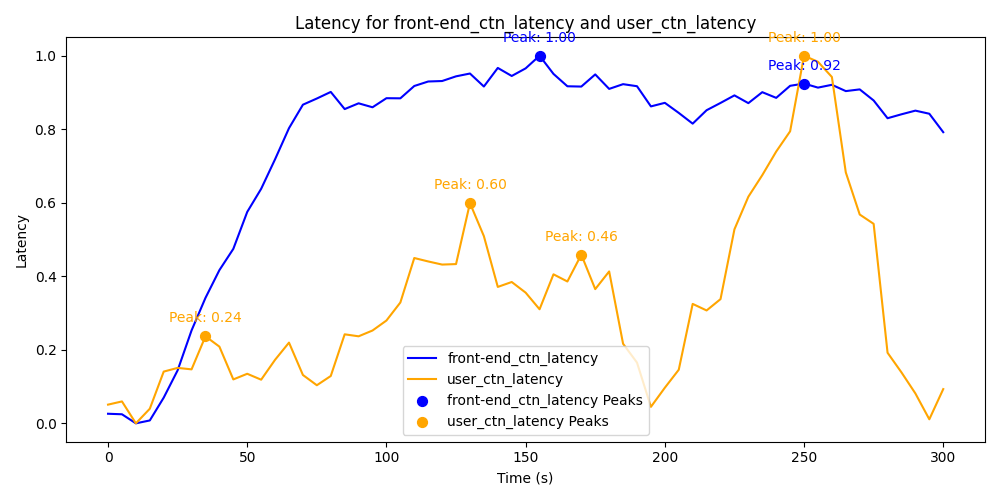 Latency for front-end_ctn_latency and user_ctn_latency
Peak: 1.00
Peak: 1.00
Peak: 0.92
Peak: 0.60
Peak: 0.46
Peak: 0.24
Latency
1.0
0.8
0.6
0.4
0.2
0.0
front-end_ctn_latency
user_ctn_latency
front-end_ctn_latency Peaks
user_ctn_latency Peaks
0 50 100 150 200 250 300
Time (s)